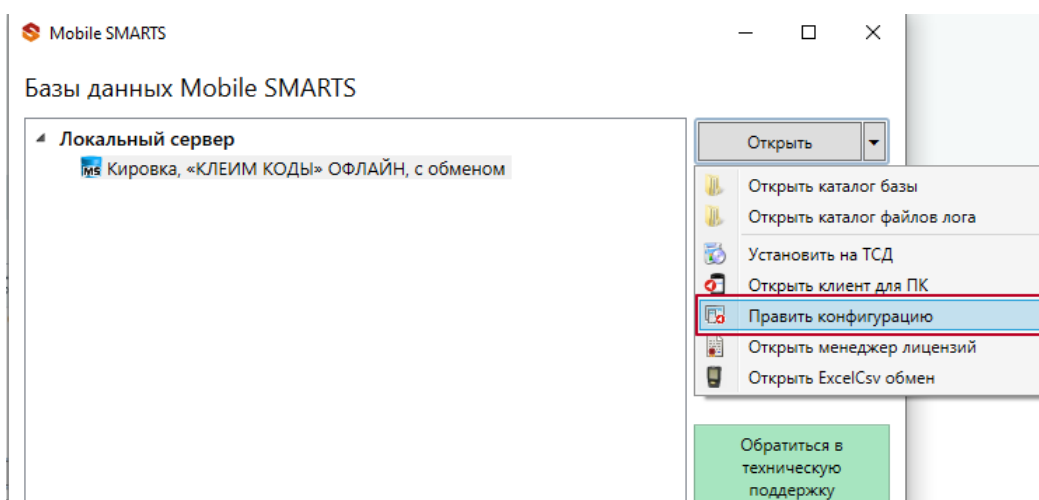 Mobile SMARTS
Базы данных Mobile SMARTS
Локальный сервер
MS Кировка, «КЛЕИМ КОДЫ» ОФЛАЙН, с обменом
Открыть
Открыть каталог базы
Открыть каталог файлов лога
Установить на ТСД
Открыть клиент для ПК
Править конфигурацию
Открыть менеджер лицензий
Открыть ExcelCsv обмен
Обратиться в
техническую
поддержку